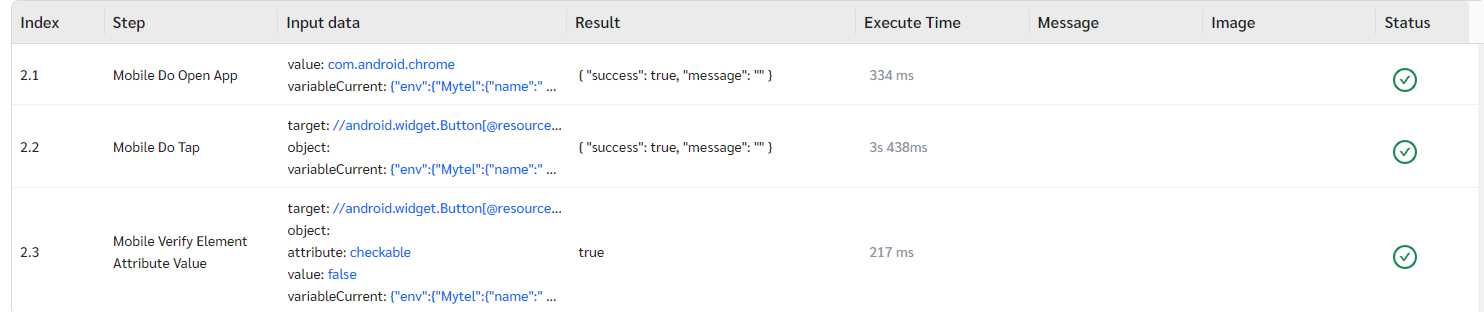 Index Step Input data Result Execute Time Message Image Status
2.1 Mobile Do Open App value: com.android.chrome { "success": true, "message": "" } 334 ms
variableCurrent: {"env":{"Mytel":{"name":" ...
2.2 Mobile Do Tap target: //android.widget.Button[@resource... { "success": true, "message": "" } 3s 438ms
object:
variableCurrent: {"env":{"Mytel":{"name":" ...
2.3 Mobile Verify Element Attribute Value target: //android.widget.Button[@resource... true 217 ms
object:
attribute: checkable
value: false
variableCurrent: {"env":{"Mytel":{"name":" ...